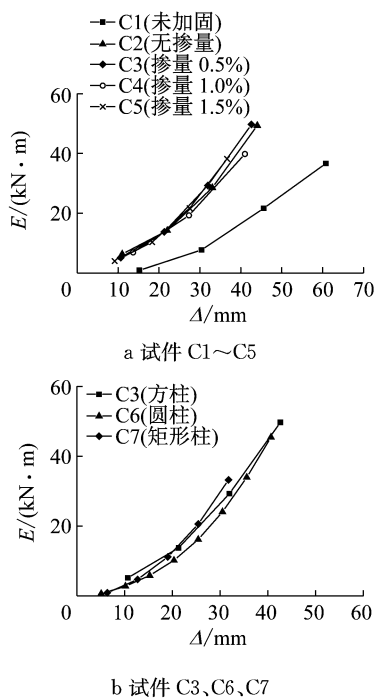 C1(未加固)
C2(无掺量)
C3(掺量 0.5%)
C4(掺量 1.0%)
C5(掺量 1.5%)
60
40
20
E/(kN·m)
0 10 20 30 40 50 60 70
Δ/mm
a 试件 C1～C5
C3(方柱)
C6(圆柱)
C7(矩形柱)
60
40
20
E/(kN·m)
0 10 20 30 40 50 60
Δ/mm
b 试件 C3、C6、C7